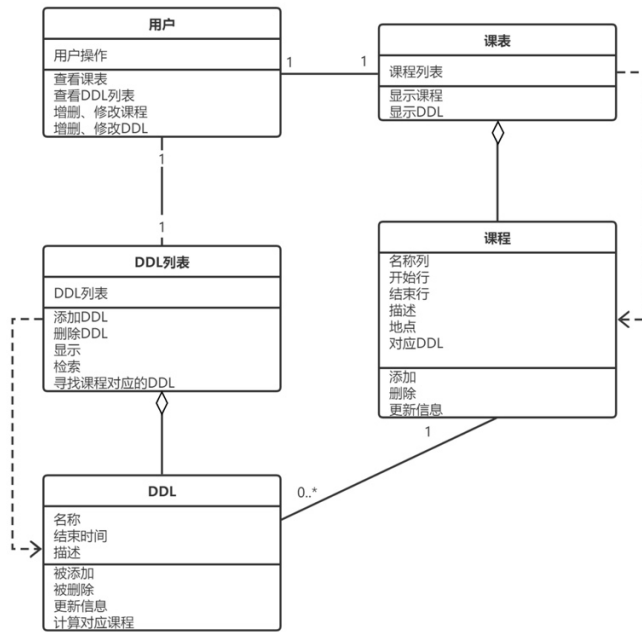 用户
用户操作
查看课表
查看DDL列表
增删、修改课程
增删、修改DDL
1
1
课表
课程列表
显示课程
显示DDL
1
1
DDL列表
DDL列表
添加DDL
删除DDL
显示
检索
寻找课程对应的DDL
课程
名称列
开始行
结束行
描述
地点
对应DDL
添加
删除
更新信息
1
0..*
DDL
名称
结束时间
描述
被添加
被删除
更新信息
计算对应课程